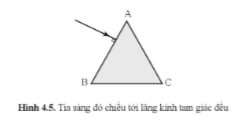 A
B
C
Hình 4.5. Tia sáng đỏ chiếu tới lăng kính tam giác đều